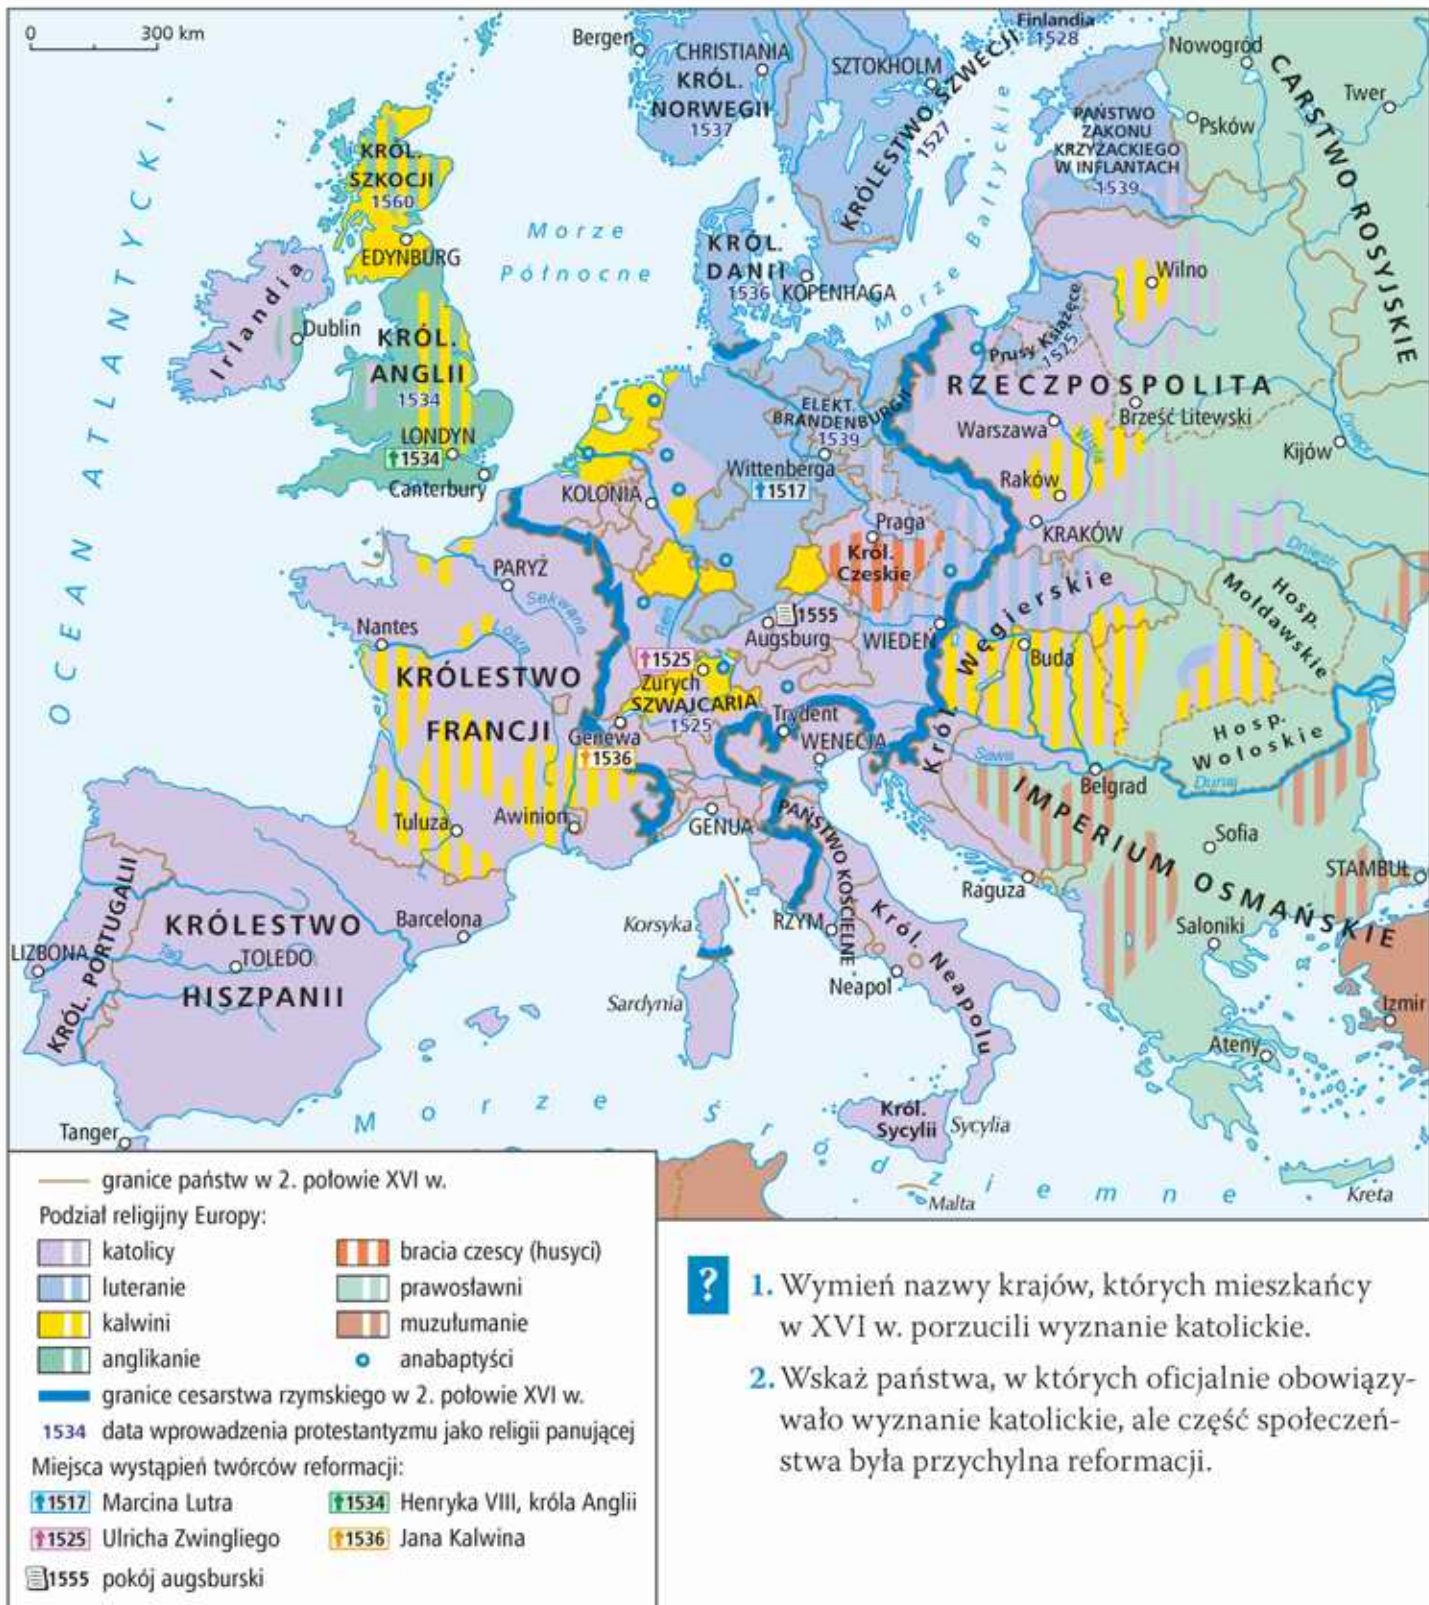 0 300 km
Bergen
CHRISTIANIA
KRÓL.
NORWEGII
1537
SZTOKHOLM
KRÓLESTWO SZWECJI
1527
Finlandia
1528
Nowogród
Twer
Psków
CARSTWO ROSYJSKIE
PAŃSTWO
ZAKONU
KRZYŻACKIEGO
W INFLANTACH
1539
OCEAN ATLANTYCKI
KRÓL.
SZKOCJI
1560
EDYNBURG
Morze
Północne
KRÓL.
DANII
1536
KOPENHAGA
Morze Bałtyckie
Wilno
Irlandia
Dublin
KRÓL.
ANGLII
1534
LONDYN
1534
Canterbury
Prusy Książęce
1525
RZECZPOSPOLITA
ELEKT.
BRANDENBURGII
1539
Warszawa
Brześć Litewski
Wisła
Dniepr
Kijów
Wittenberga
1517
KOLONIA
Raków
KRAKÓW
Praga
Król.
Czeskie
Dniestr
PARYŻ
Sekwana
Ren
1555
Augsburg
WIEDEŃ
Hosp.
Mołdawskie
Nantes
Loara
1525
Zurych
SZWAJCARIA
1525
Buda
Król. Węgierskie
KRÓLESTWO
FRANCJI
Genewa
1536
Trydent
WENECJA
Hosp.
Wołoskie
Sawa
Dunaj
Belgrad
Tuluza
Awinion
GENUA
PAŃSTWO KOŚCIELNE
IMPERIUM OSMAŃSKIE
Sofia
STAMBUŁ
Raguza
Saloniki
KRÓL. PORTUGALII
KRÓLESTWO
HISZPANII
Barcelona
LIZBONA
Tag
TOLEDO
Korsyka
RZYM
Król. Neapolu
Neapol
Sardynia
Izmir
Ateny
Morze Śródziemne
Król.
Sycylii
Sycylia
Tanger
Malta
Kreta
granice państw w 2. połowie XVI w.
Podział religijny Europy:
katolicy
luteranie
kalwini
anglikanie
bracia czescy (husyci)
prawosławni
muzułumanie
anabaptyści
granice cesarstwa rzymskiego w 2. połowie XVI w.
1534 data wprowadzenia protestantyzmu jako religii panującej
Miejsca wystąpień twórców reformacji:
1517 Marcina Lutra
1525 Ulricha Zwingliego
1534 Henryka VIII, króla Anglii
1536 Jana Kalwina
1555 pokój augsburski
?
1. Wymień nazwy krajów, których mieszkańcy
w XVI w. porzucili wyznanie katolickie.
2. Wskaż państwa, w których oficjalnie obowiązy-
wało wyznanie katolickie, ale część społeczeń-
stwa była przychylna reformacji.